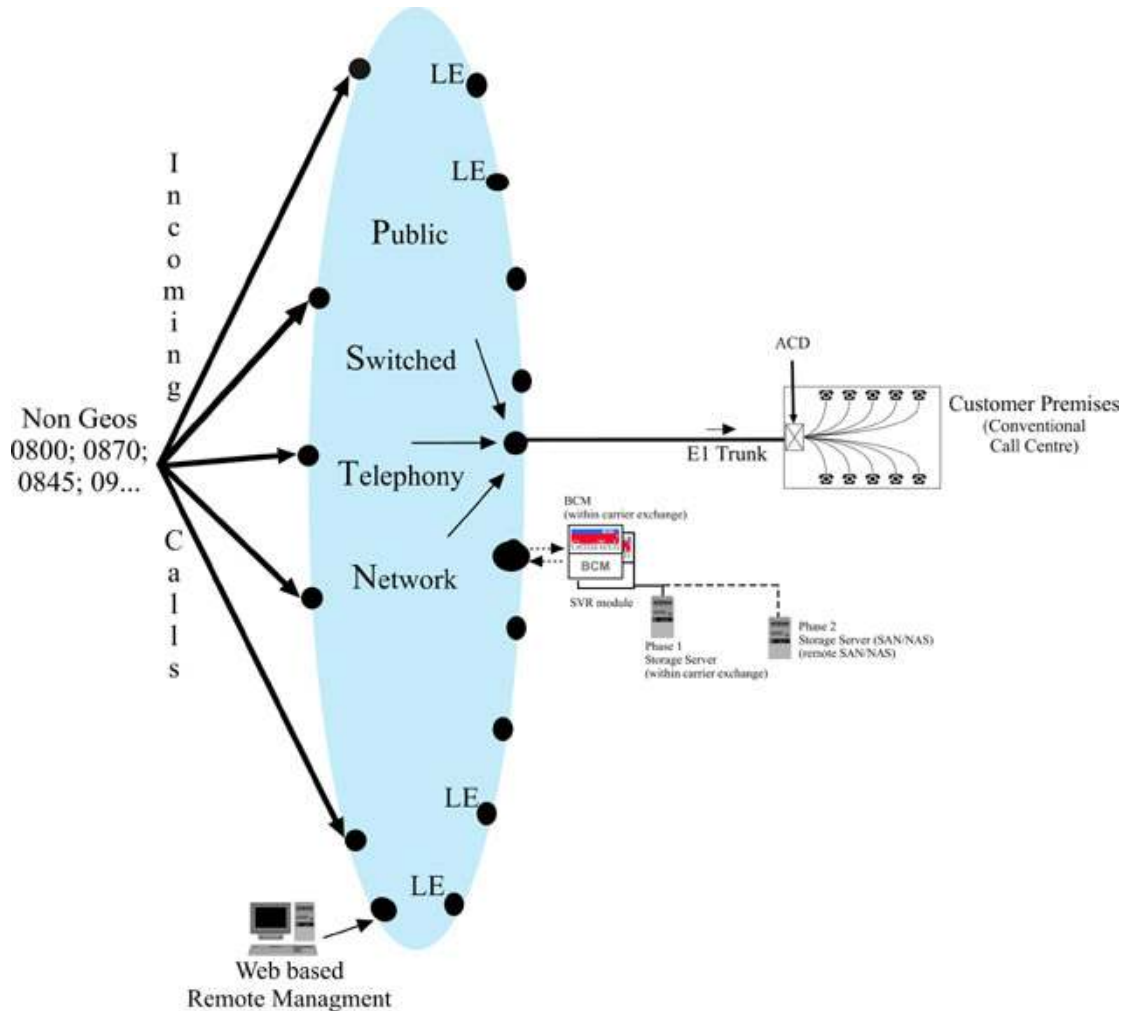 LE
LE
Incoming
Public
Switched
ACD
Customer Premises
(Conventional
Call Centre)
Non Geos
0800; 0870;
0845; 09...
Telephony
E1 Trunk
BCM
(within carrier exchange)
BCM
Calls
Network
SVR module
Phase 1
Storage Server
(within carrier exchange)
Phase 2
Storage Server (SAN/NAS)
(remote SAN/NAS)
LE
LE
Web based
Remote Managment